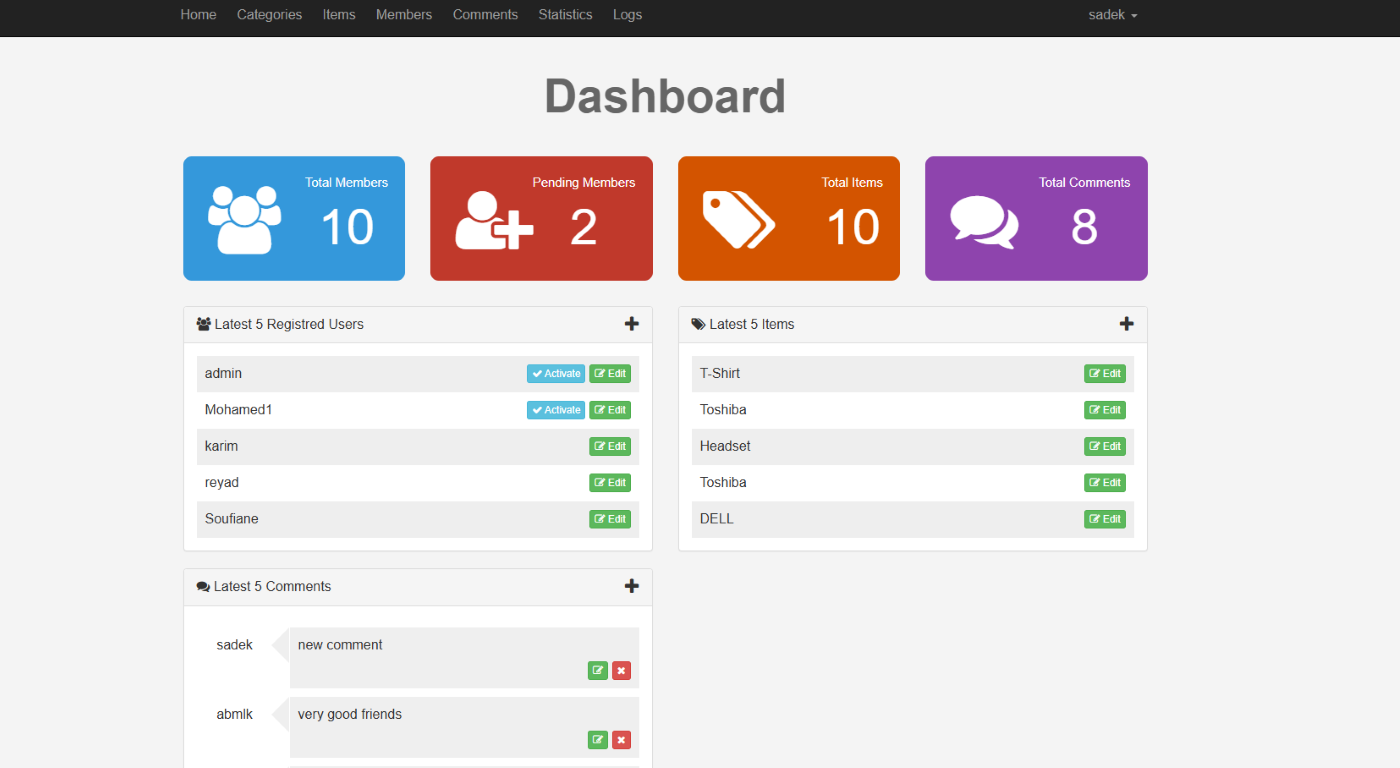 Home Categories Items Members Comments Statistics Logs sadek
Dashboard
Total Members
10
Pending Members
2
Total Items
10
Total Comments
8
Latest 5 Registred Users
admin Activate Edit
Mohamed1 Activate Edit
karim Edit
reyad Edit
Soufiane Edit
Latest 5 Items
T-Shirt Edit
Toshiba Edit
Headset Edit
Toshiba Edit
DELL Edit
Latest 5 Comments
sadek new comment
abmlk very good friends